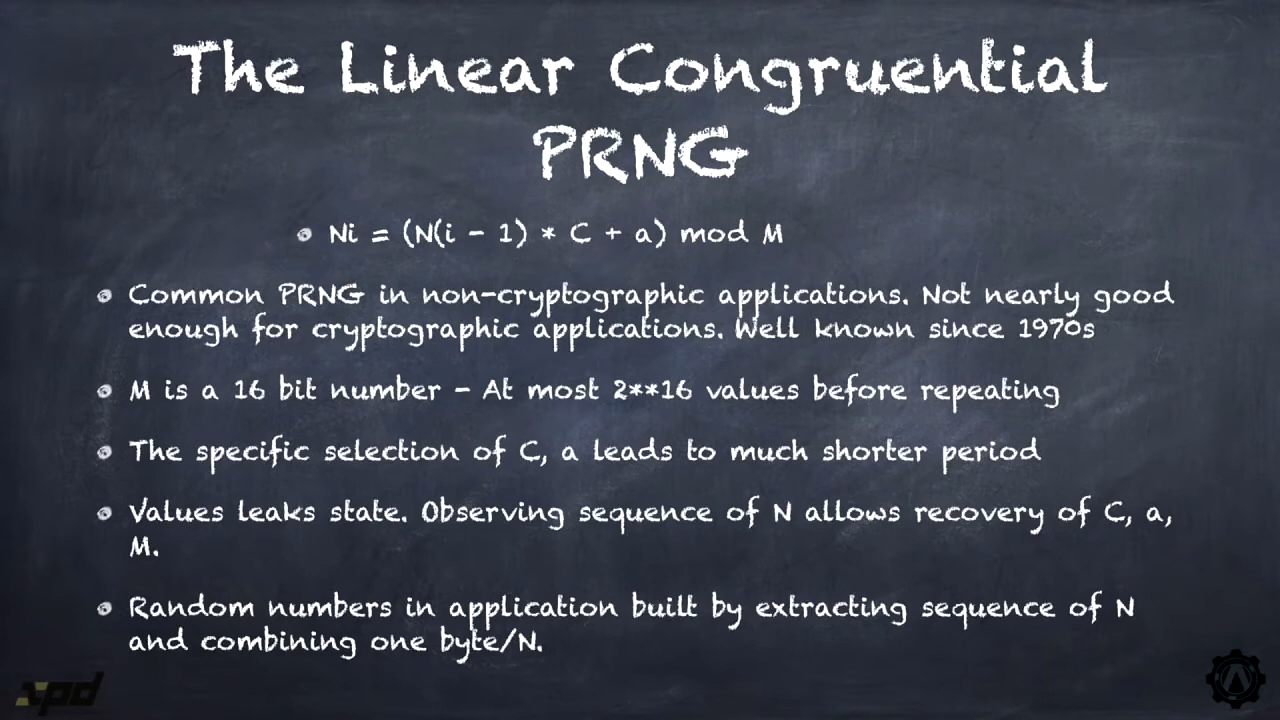 The Linear Congruential
PRNG
Ni = (N(i - 1) * C + a) mod M
Common PRNG in non-cryptographic applications. Not nearly good
enough for cryptographic applications. Well known since 1970s
M is a 16 bit number - At most 2**16 values before repeating
The specific selection of C, a leads to much shorter period
Values leaks state. Observing sequence of N allows recovery of C, a,
M.
Random numbers in application built by extracting sequence of N
and combining one byte/N.
xpd